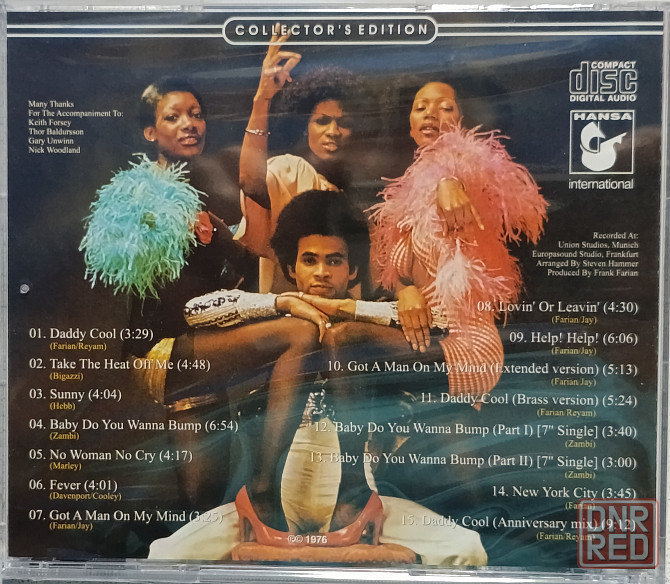 COLLECTOR'S EDITION
Many Thanks
For The Accompaniment To:
Keith Forsey
Thor Baldursson
Gary Unwinn
Nick Woodland
COMPACT
disc
DIGITAL AUDIO
HANSA
international
Recorded At:
Union Studios, Munich
Europasound Studio, Frankfurt
Arranged By Steven Hammer
Produced By Frank Farian
01. Daddy Cool (3:29)
(Farian/Reyam)
02. Take The Heat Off Me (4:48)
(Bigazzi)
03. Sunny (4:04)
(Hebb)
04. Baby Do You Wanna Bump (6:54)
(Zambi)
05. No Woman No Cry (4:17)
(Marley)
06. Fever (4:01)
(Davenport/Cooley)
07. Got A Man On My Mind (3:25)
(Farian/Jay)
08. Lovin' Or Leavin' (4:30)
(Farian/Jay)
09. Help! Help! (6:06)
(Farian/Jay)
10. Got A Man On My Mind (Extended version) (5:13)
(Farian/Jay)
11. Daddy Cool (Brass version) (5:24)
(Farian/Reyam)
12. Baby Do You Wanna Bump (Part I) [7" Single] (3:40)
(Zambi)
13. Baby Do You Wanna Bump (Part II) [7" Single] (3:00)
(Zambi)
14. New York City (3:45)
(Farian)
15. Daddy Cool (Anniversary mix) (9:12)
(Farian/Reyam)
©© 1976
DNR
RED